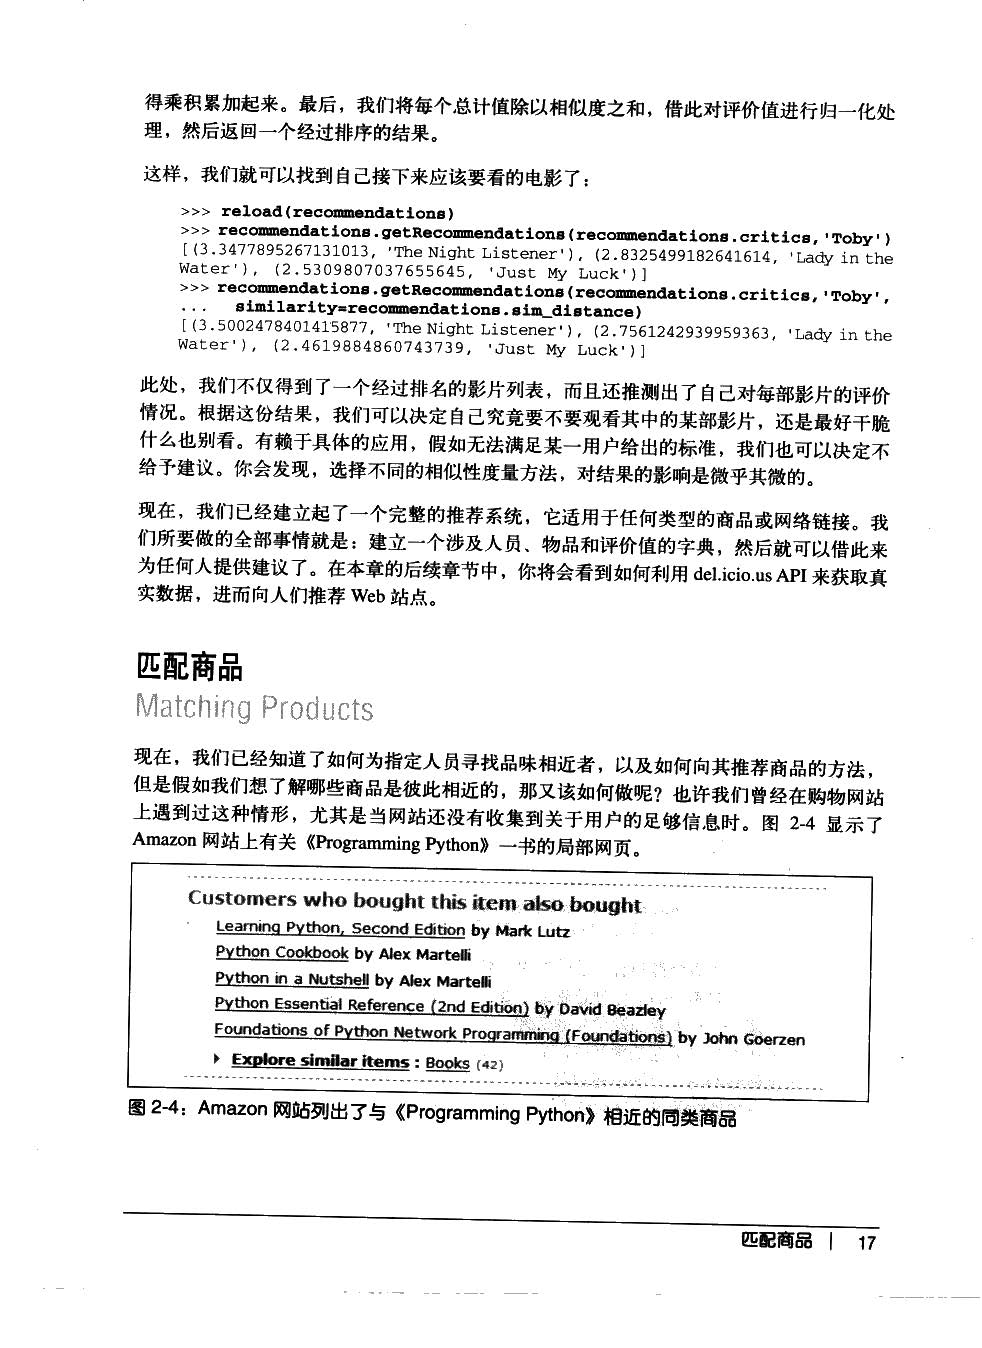 得乘积累加起来。最后，我们将每个总计值除以相似度之和，借此对评价值进行归一化处
理，然后返回一个经过排序的结果。
这样，我们就可以找到自己接下来应该要看的电影了：
>>> reload(recommendations)
>>> recommendations.getRecommendations(recommendations.critics,'Toby')
[(3.3477895267131013, 'The Night Listener'), (2.8325499182641614, 'Lady in the
Water'), (2.5309807037655645, 'Just My Luck')]
>>> recommendations.getRecommendations(recommendations.critics,'Toby',
... similarity=recommendations.sim_distance)
[(3.5002478401415877, 'The Night Listener'), (2.7561242939959363, 'Lady in the
Water'), (2.4619884860743739, 'Just My Luck')]
此处，我们不仅得到了一个经过排名的影片列表，而且还推测出了自己对每部影片的评价
情况。根据这份结果，我们可以决定自己究竟要不要观看其中的某部影片，还是最好干脆
什么也别看。有赖于具体的应用，假如无法满足某一用户给出的标准，我们也可以决定不
给予建议。你会发现，选择不同的相似性度量方法，对结果的影响是微乎其微的。
现在，我们已经建立起了一个完整的推荐系统，它适用于任何类型的商品或网络链接。我
们所要做的全部事情就是：建立一个涉及人员、物品和评价值的字典，然后就可以借此来
为任何人提供建议了。在本章的后续章节中，你将会看到如何利用 del.icio.us API 来获取真
实数据，进而向人们推荐 Web 站点。
匹配商品
Matching Products
现在，我们已经知道了如何为指定人员寻找品味相近者，以及如何向其推荐商品的方法，
但是假如我们想了解哪些商品是彼此相近的，那又该如何做呢？也许我们曾经在购物网站
上遇到过这种情形，尤其是当网站还没有收集到关于用户的足够信息时。图 2-4 显示了
Amazon 网站上有关《Programming Python》一书的局部网页。
Customers who bought this item also bought
Learning Python, Second Edition by Mark Lutz
Python Cookbook by Alex Martelli
Python in a Nutshell by Alex Martelli
Python Essential Reference (2nd Edition) by David Beazley
Foundations of Python Network Programming (Foundations) by John Goerzen
Explore similar items : Books (42)
图 2-4：Amazon 网站列出了与《Programming Python》相近的同类商品
匹配商品 | 17